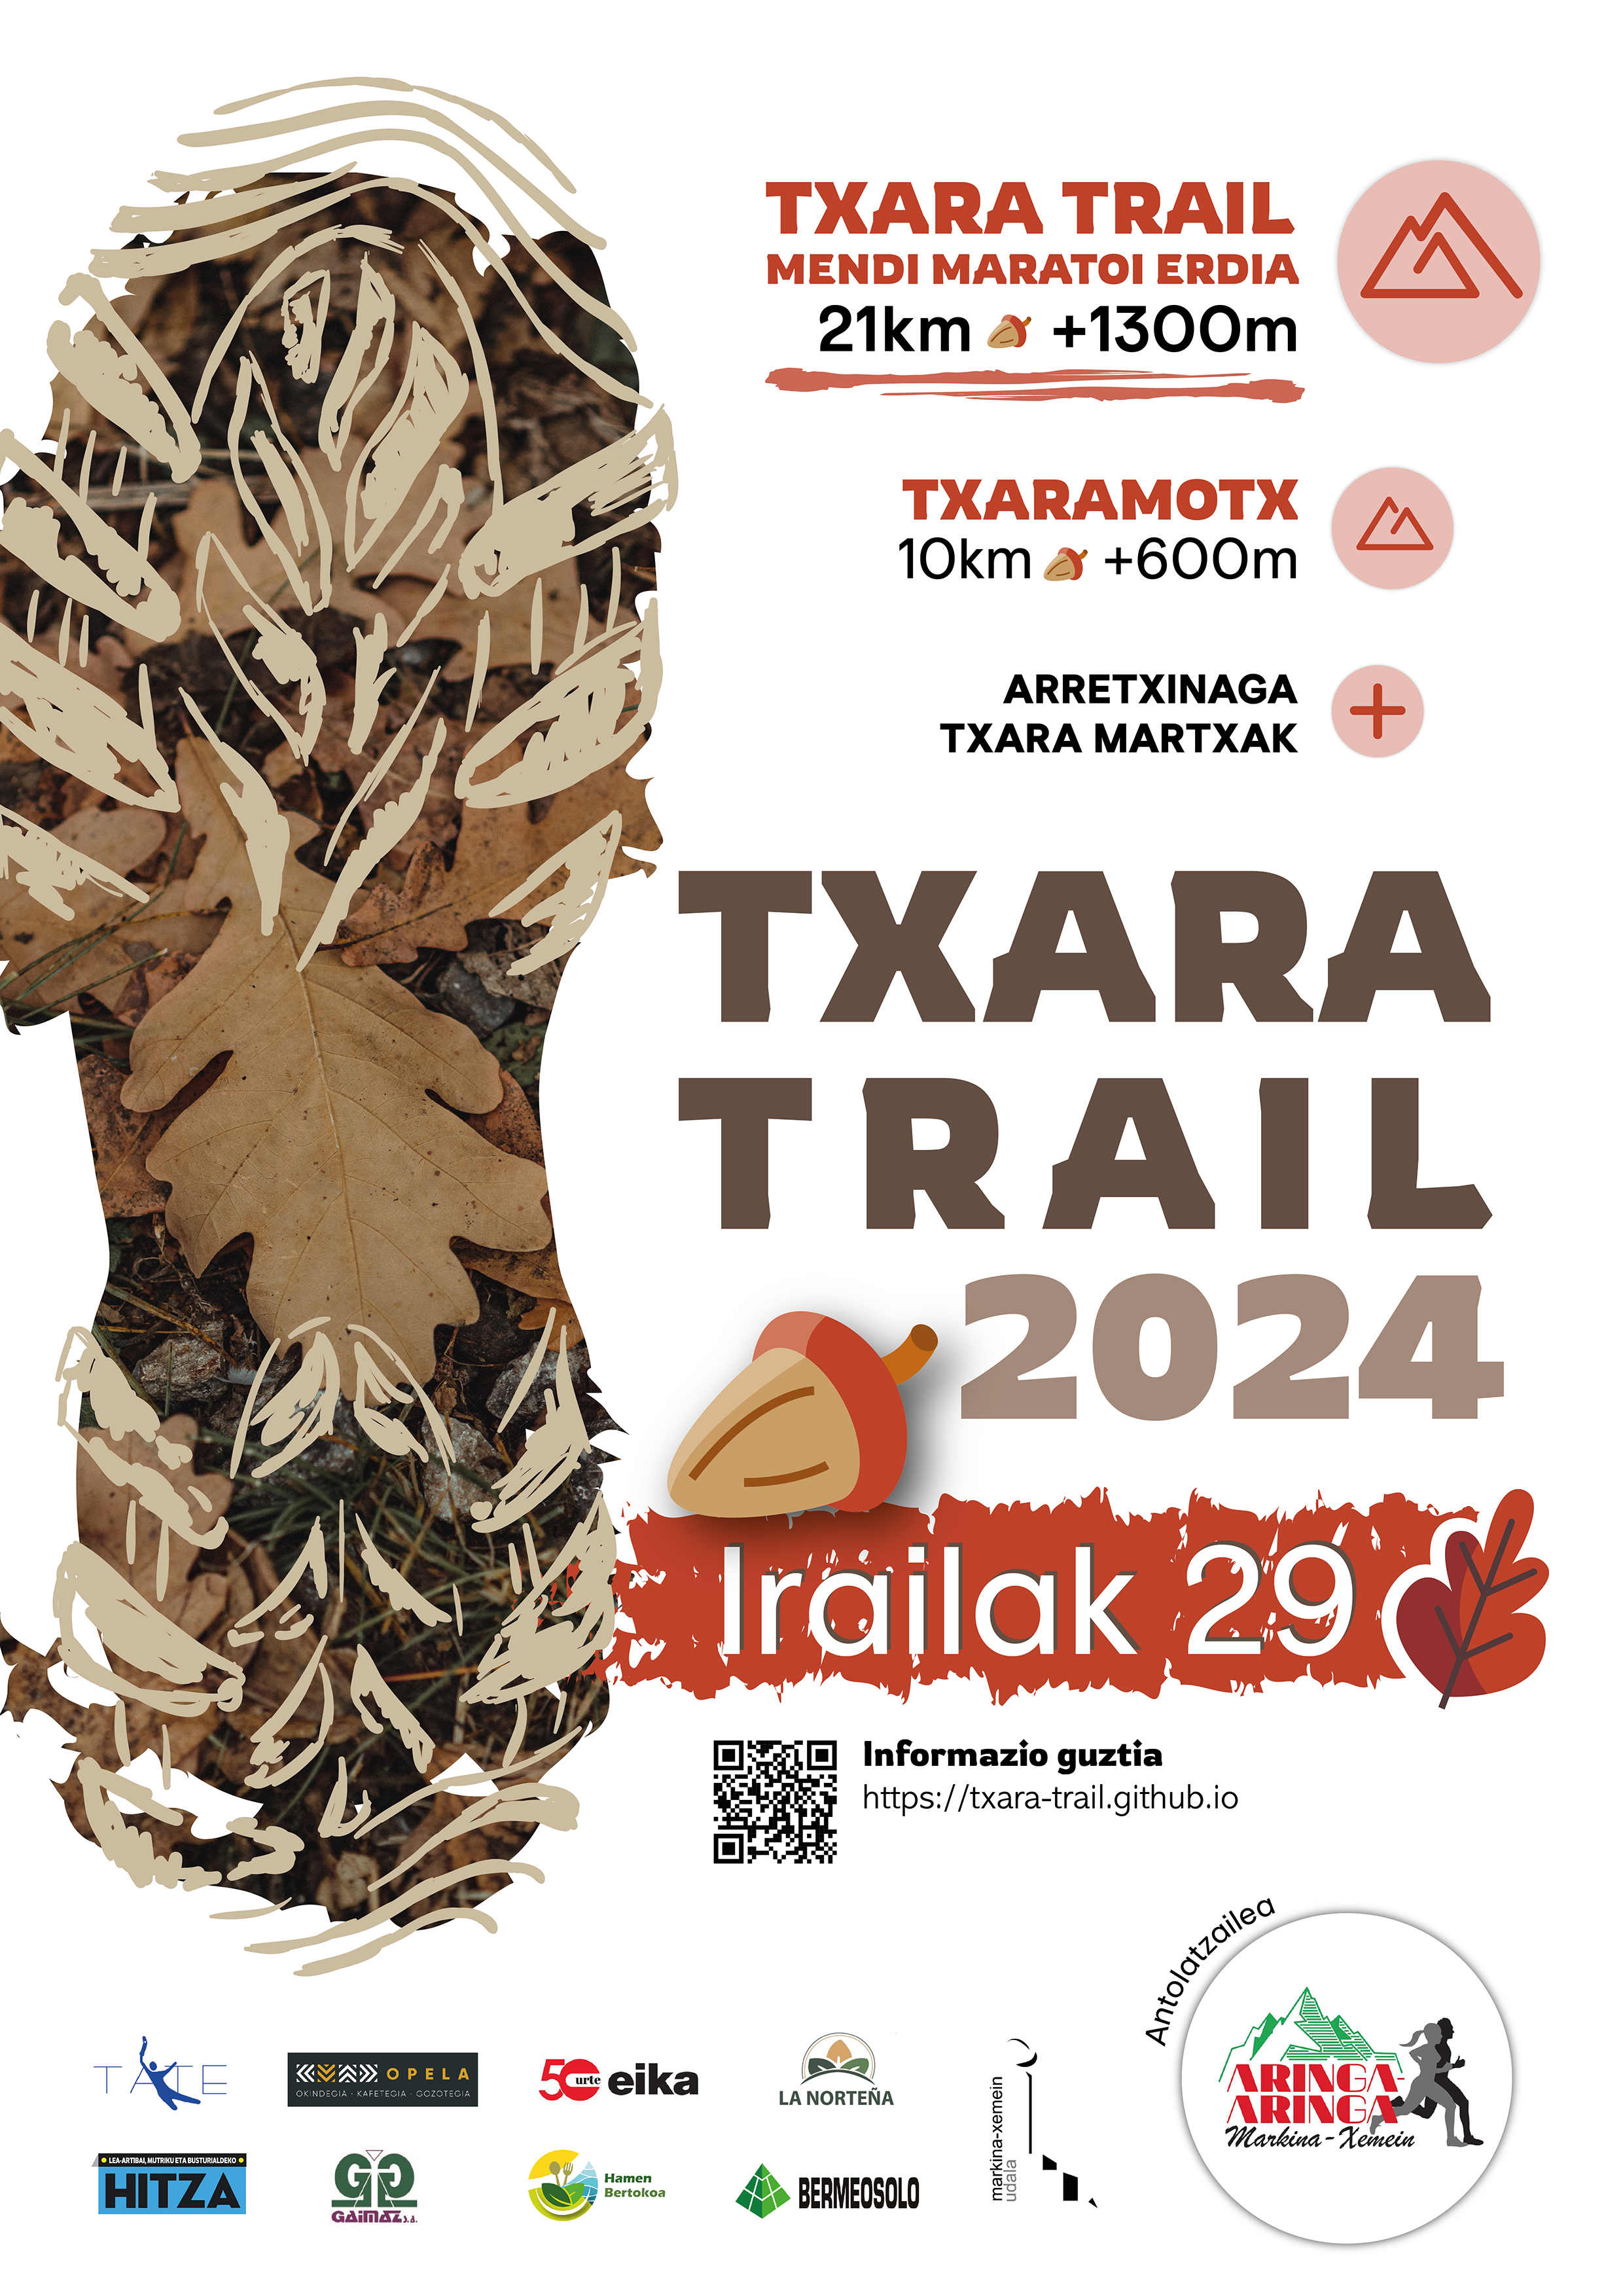 TXARA TRAIL
MENDI MARATOI ERDIA
21km +1300m
TXARAMOTX
10km +600m
ARRETXINAGA
TXARA MARTXAK
TXARA
TRAIL
2024
Irailak 29
Informazio guztia
https://txara-trail.github.io
Antolatzailea
ARINGA-
ARINGA
Markina-Xemein
TATE
OPELA
OKINDEGIA · KAFETEGIA · GOZOTEGIA
50 urte eika
LA NORTEÑA
markina-xemein
udala
LEA-ARTIBAI, MUTRIKU ETA BUSTURIALDEKO
HITZA
GAIMAZ s.a.
Hamen
Bertokoa
BERMEOSOLO